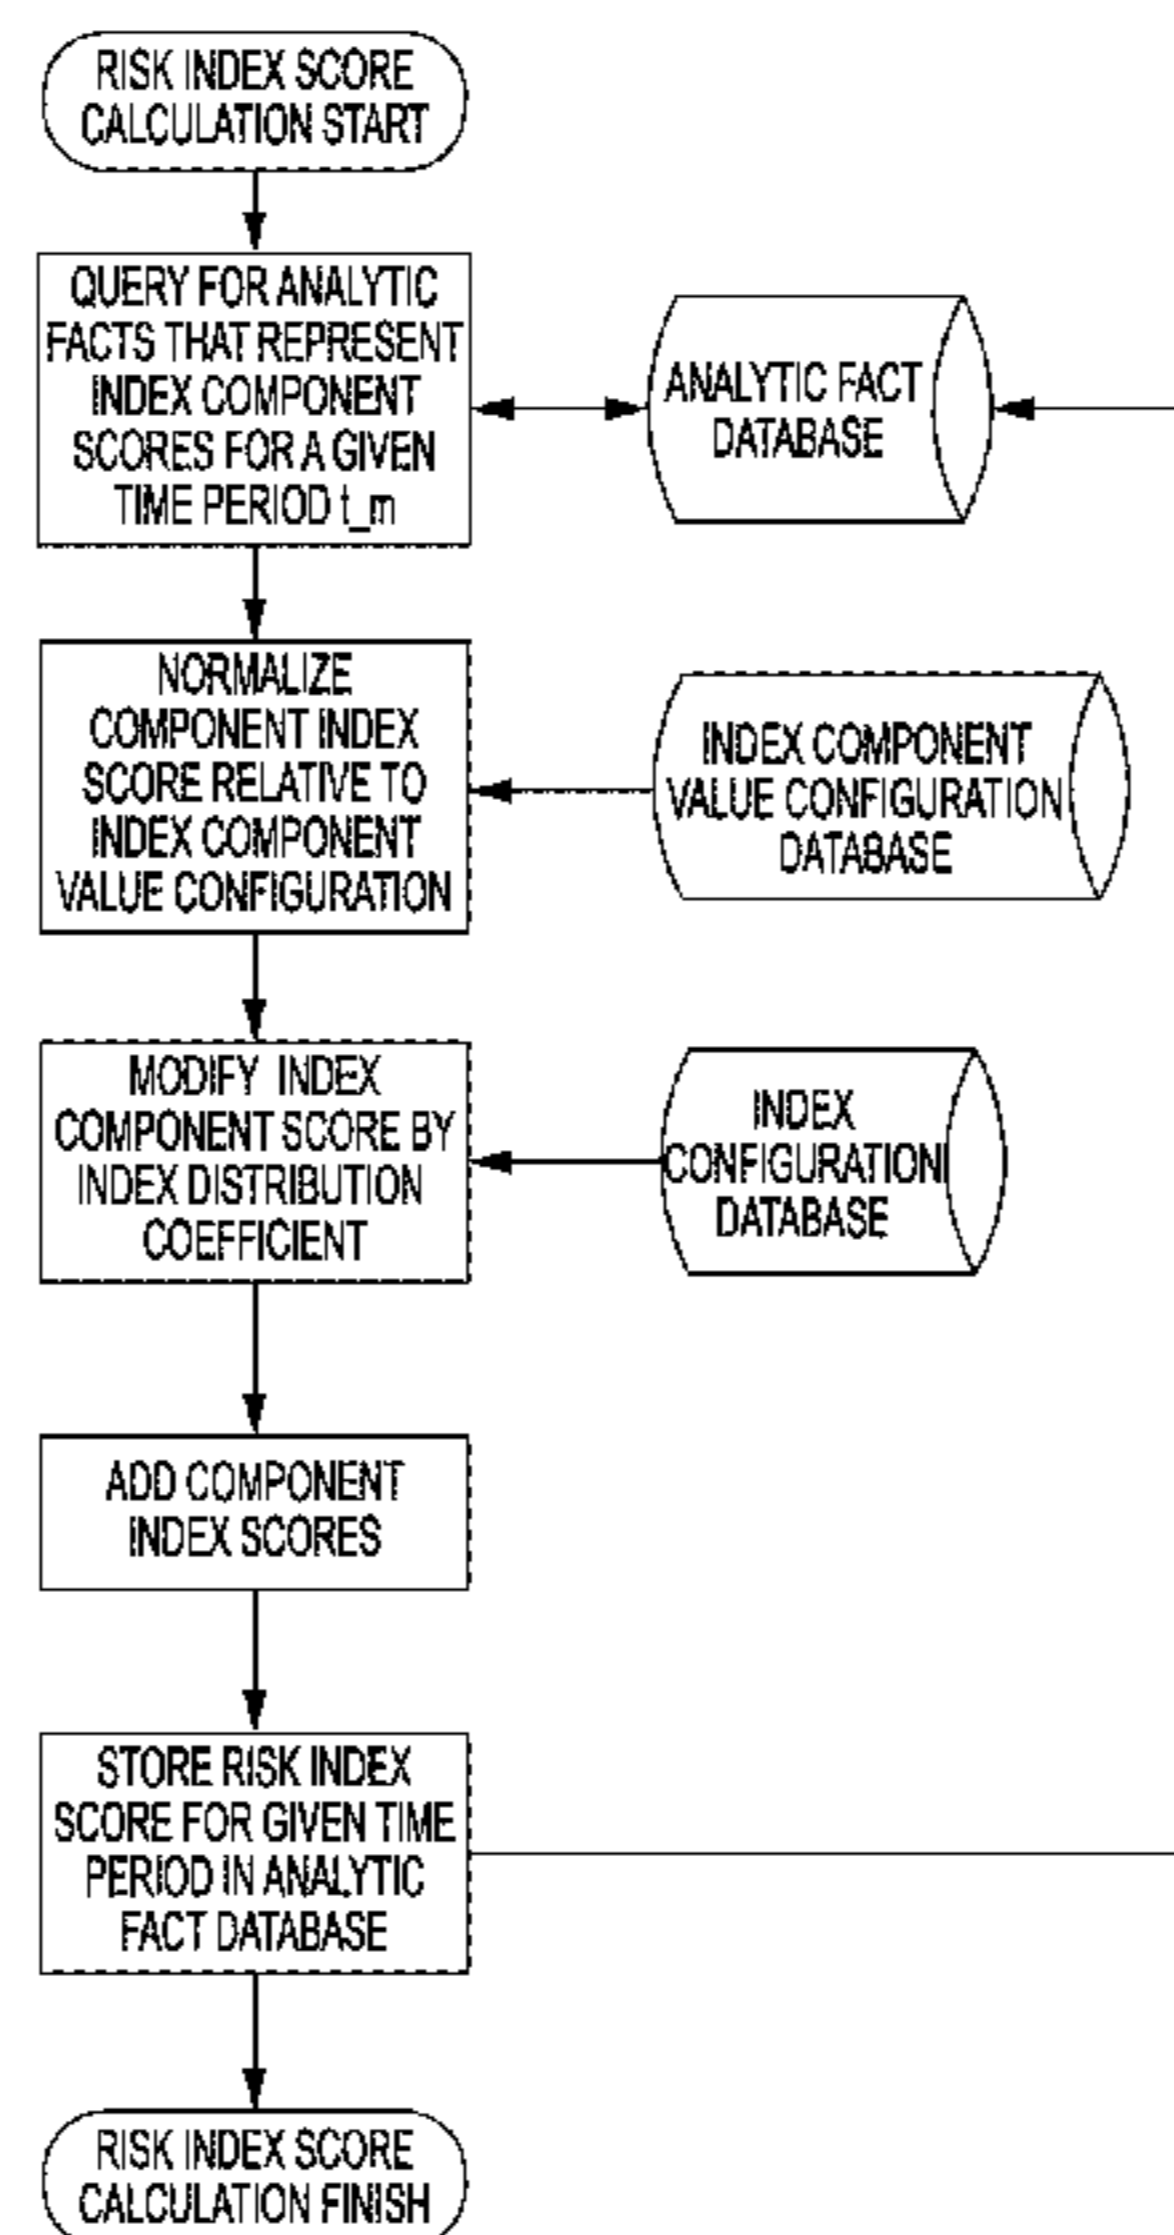 RISK INDEX SCORE
CALCULATION START
QUERY FOR ANALYTIC
FACTS THAT REPRESENT
INDEX COMPONENT
SCORES FOR A GIVEN
TIME PERIOD t_m
ANALYTIC FACT
DATABASE
NORMALIZE
COMPONENT INDEX
SCORE RELATIVE TO
INDEX COMPONENT
VALUE CONFIGURATION
INDEX COMPONENT
VALUE CONFIGURATION
DATABASE
MODIFY INDEX
COMPONENT SCORE BY
INDEX DISTRIBUTION
COEFFICIENT
INDEX
CONFIGURATION
DATABASE
ADD COMPONENT
INDEX SCORES
STORE RISK INDEX
SCORE FOR GIVEN TIME
PERIOD IN ANALYTIC
FACT DATABASE
RISK INDEX SCORE
CALCULATION FINISH